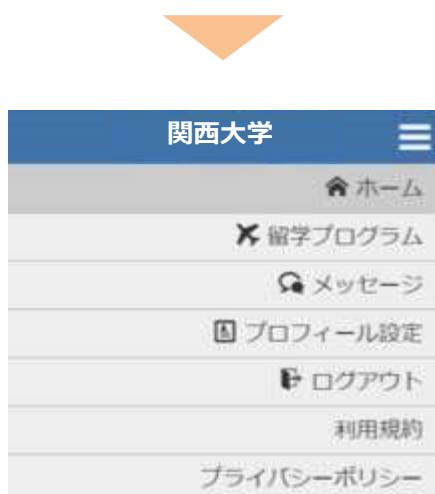 関西大学
ホーム
留学プログラム
メッセージ
プロフィール設定
ログアウト
利用規約
プライバシーポリシー